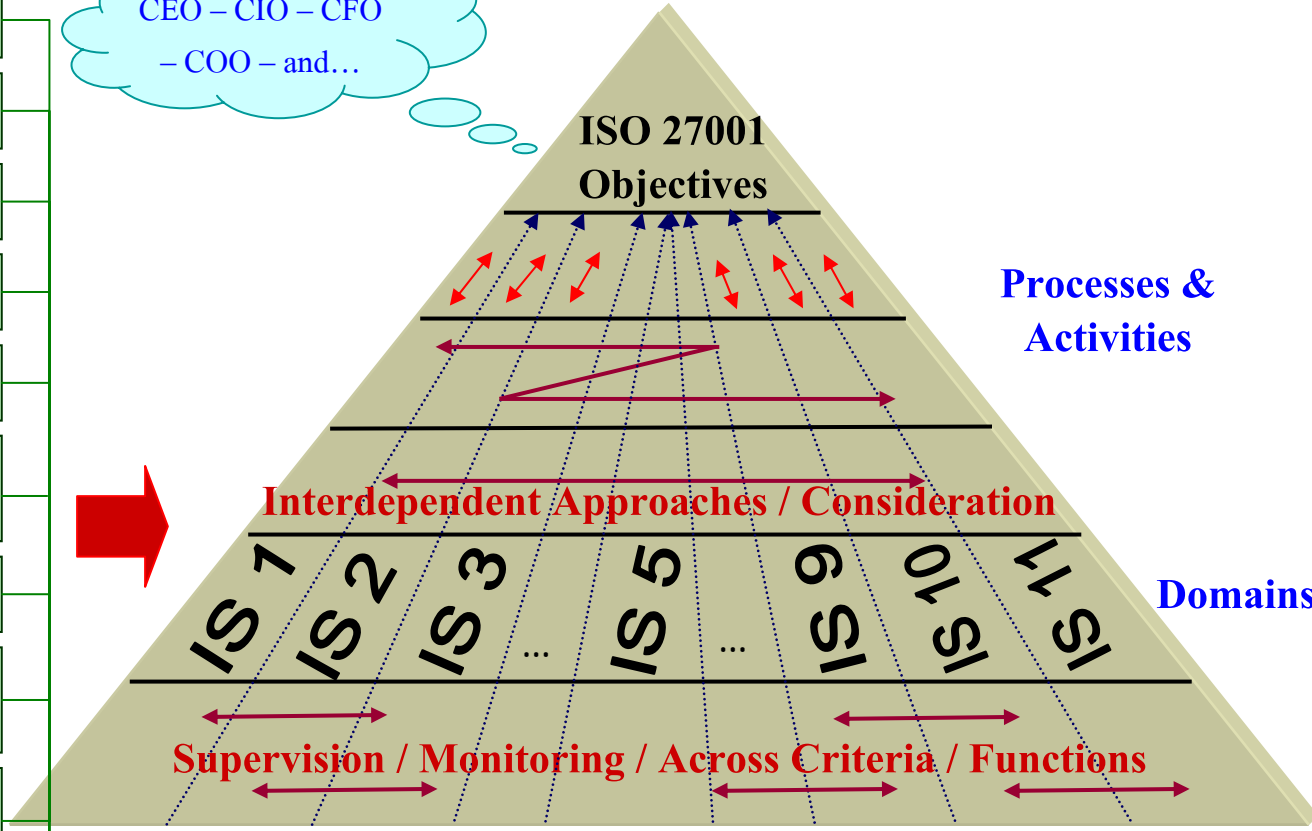 CEO – CIO – CFO
– COO – and…
ISO 27001
Objectives
Processes &
Activities
Interdependent Approaches / Consideration
IS 1
IS 2
IS 3
...
IS 5
...
IS 9
IS 10
IS 11
Domains
Supervision / Monitoring / Across Criteria / Functions